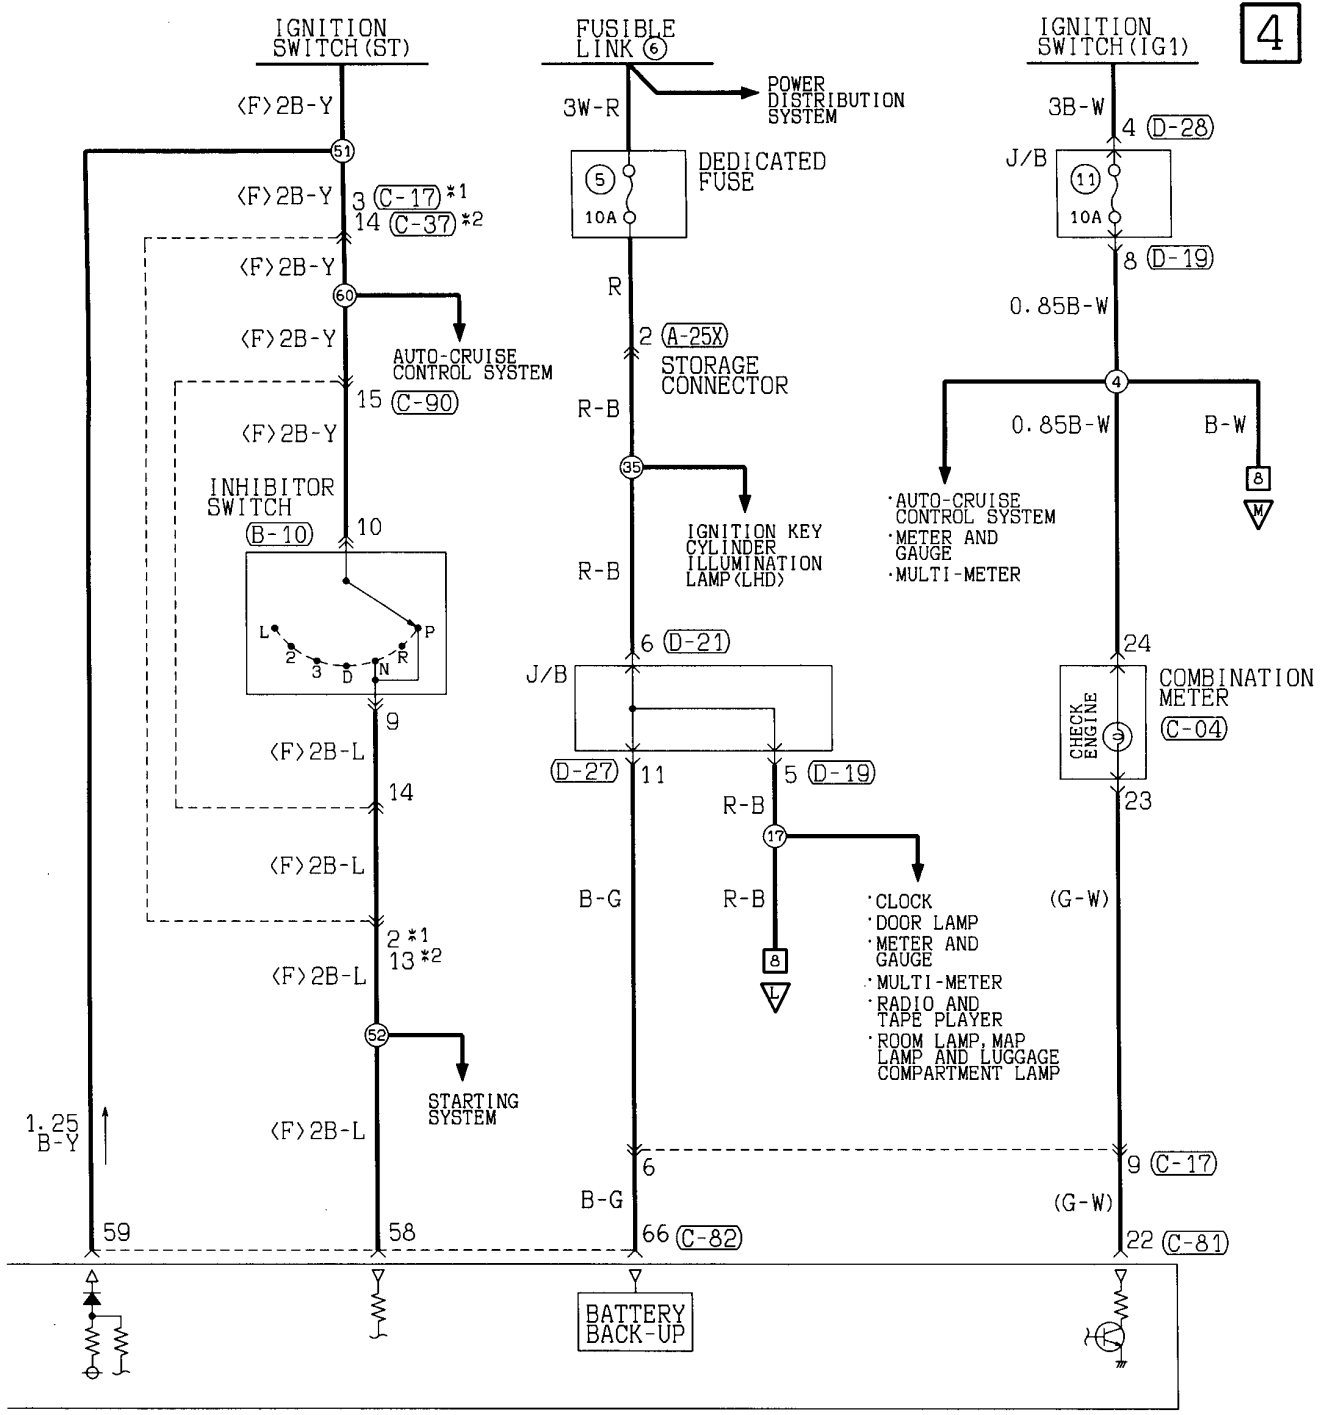 IGNITION
SWITCH(ST)
FUSIBLE
LINK ⑥
IGNITION
SWITCH(IG1)
4
<F>2B-Y
3W-R
POWER
DISTRIBUTION
SYSTEM
3B-W
4 (D-28)
51
J/B
DEDICATED
FUSE
<F>2B-Y
3 (C-17)*1
14 (C-37)*2
5
10A
11
10A
<F>2B-Y
8 (D-19)
60
R
0.85B-W
<F>2B-Y
2 (A-25X)
AUTO-CRUISE
CONTROL SYSTEM
STORAGE
CONNECTOR
4
15 (C-90)
R-B
<F>2B-Y
0.85B-W
B-W
35
8
M
INHIBITOR
SWITCH
(B-10)
10
IGNITION KEY
CYLINDER
ILLUMINATION
LAMP<LHD>
·AUTO-CRUISE
CONTROL SYSTEM
·METER AND
GAUGE
·MULTI-METER
R-B
L
2
3
D
N
R
P
6 (D-21)
24
J/B
COMBINATION
METER
(C-04)
CHECK
ENGINE
9
<F>2B-L
(D-27) 11
5 (D-19)
14
R-B
23
17
<F>2B-L
B-G
R-B
·CLOCK
·DOOR LAMP
·METER AND
GAUGE
·MULTI-METER
·RADIO AND
TAPE PLAYER
·ROOM LAMP, MAP
LAMP AND LUGGAGE
COMPARTMENT LAMP
(G-W)
2 *1
13 *2
8
L
<F>2B-L
52
STARTING
SYSTEM
1.25
B-Y
<F>2B-L
6
9 (C-17)
B-G
(G-W)
59
58
66 (C-82)
22 (C-81)
BATTERY
BACK-UP